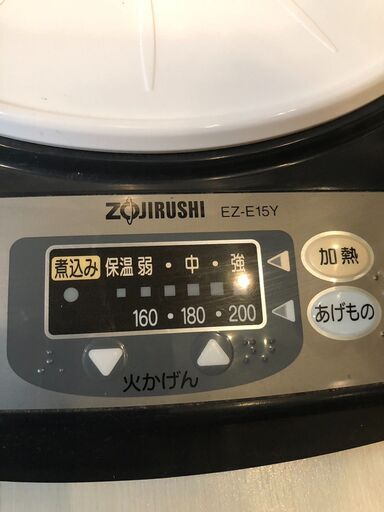 ZOJIRUSHI EZ-E15Y
煮込み 保温 弱・中・強
160・180・200
加熱
あげもの
火かげん